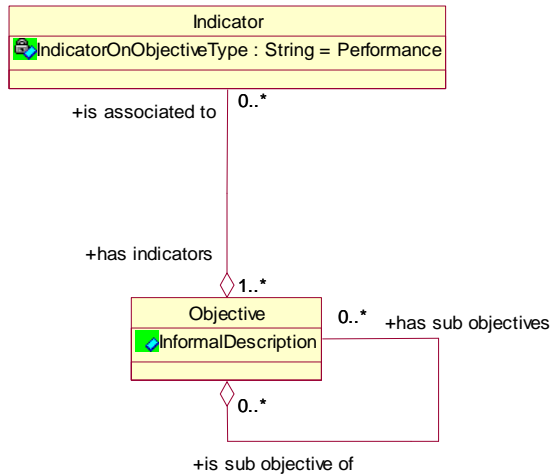 Indicator
IndicatorOnObjectiveType : String = Performance
0..*
+is associated to
+has indicators
1..*
Objective
0..*
+has sub objectives
InformalDescription
0..*
+is sub objective of